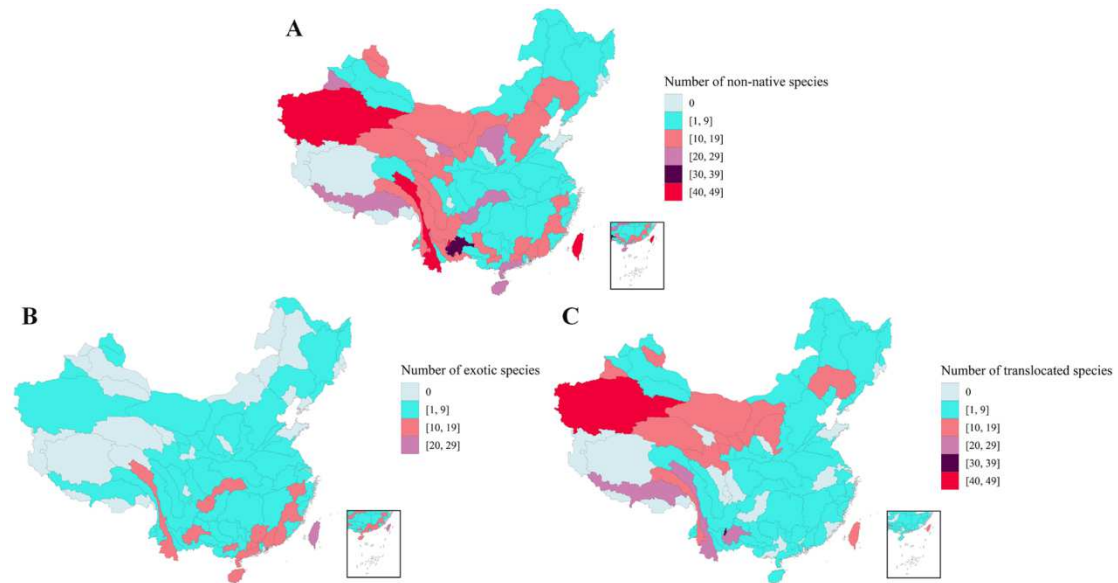 A
Number of non-native species
0
[1, 9]
[10, 19]
[20, 29]
[30, 39]
[40, 49]
B
Number of exotic species
0
[1, 9]
[10, 19]
[20, 29]
C
Number of translocated species
0
[1, 9]
[10, 19]
[20, 29]
[30, 39]
[40, 49]